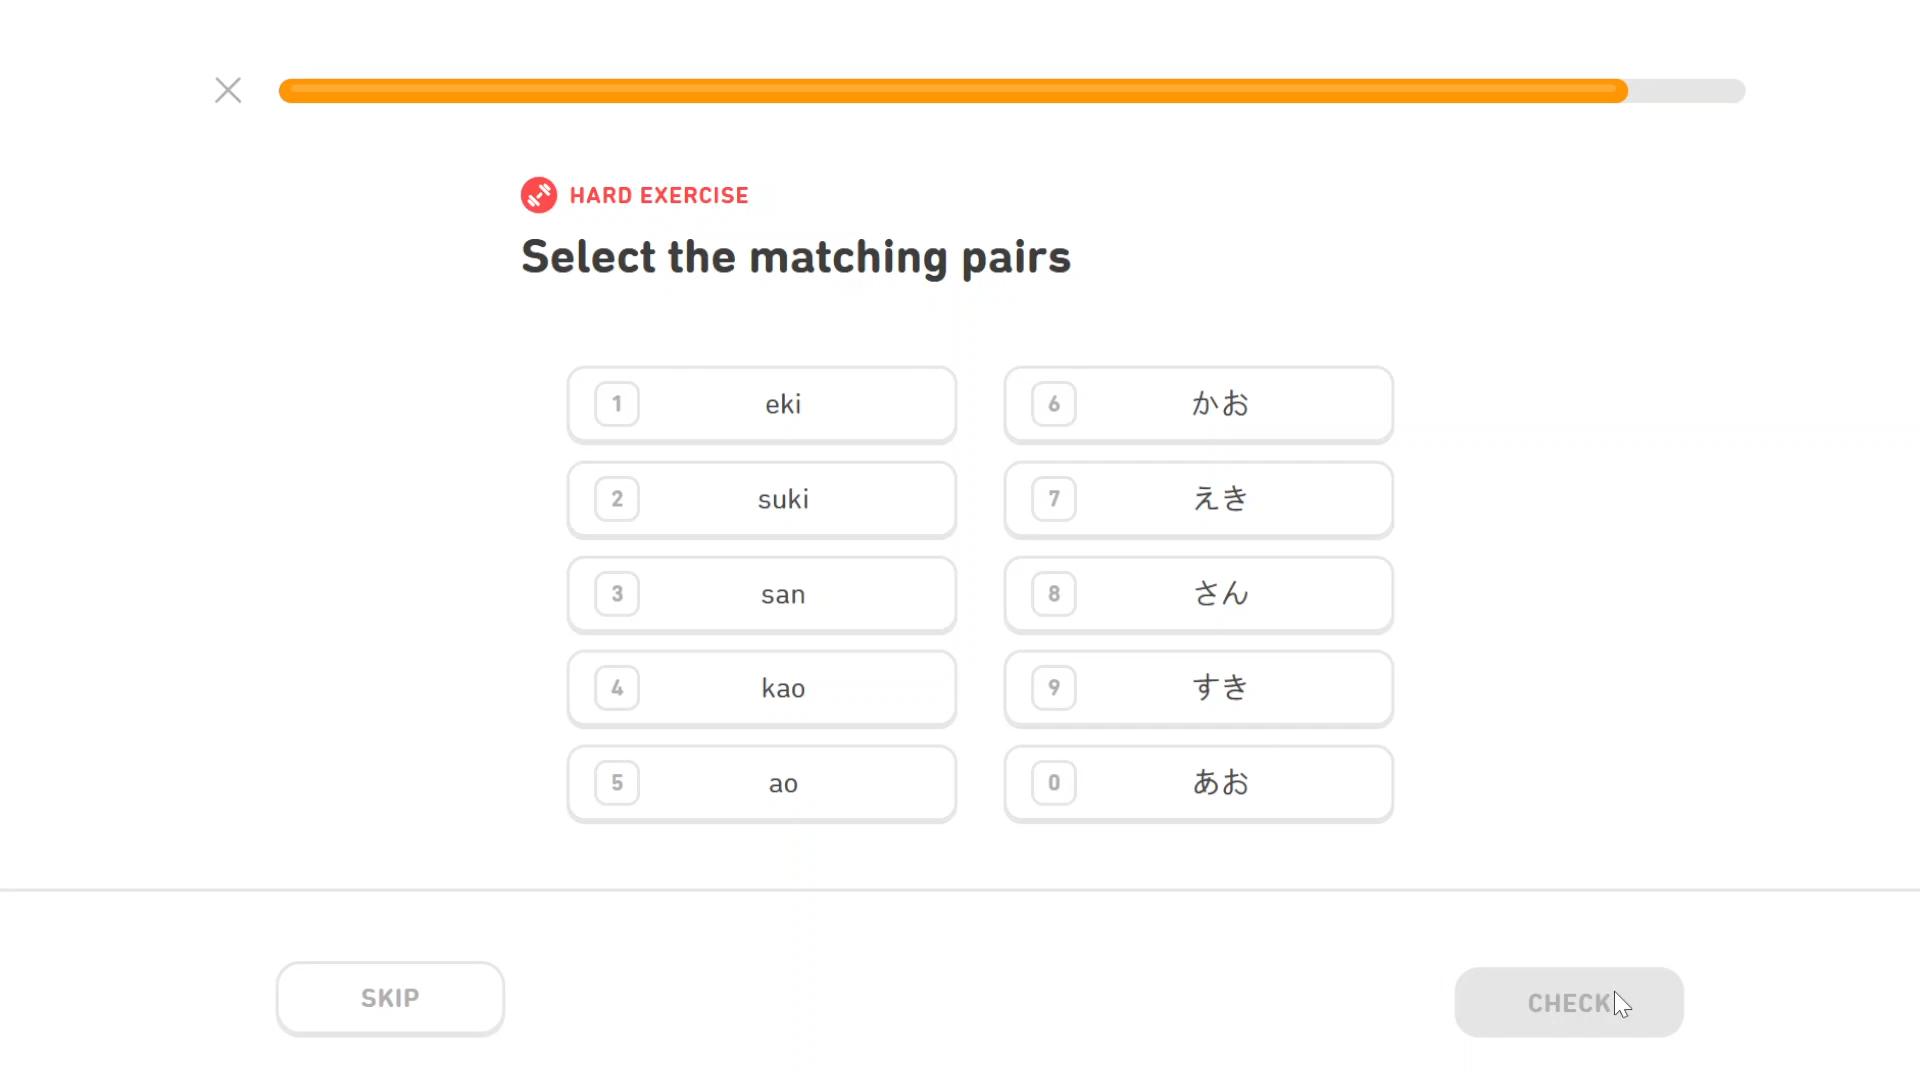 HARD EXERCISE
Select the matching pairs
1 eki
6 かお
2 suki
7 えき
3 san
8 さん
4 kao
9 すき
5 ao
0 あお
SKIP
CHECK